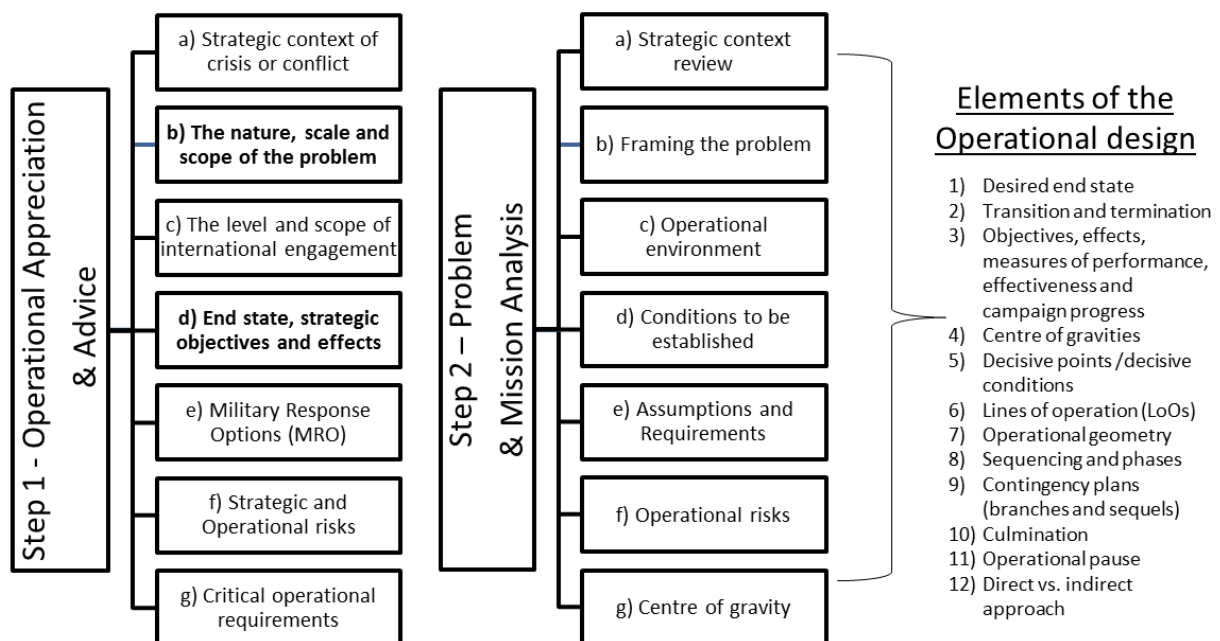 Step 1 - Operational Appreciation
& Advice
a) Strategic context of
crisis or conflict
b) The nature, scale and
scope of the problem
c) The level and scope of
international engagement
d) End state, strategic
objectives and effects
e) Military Response
Options (MRO)
f) Strategic and
Operational risks
g) Critical operational
requirements
Step 2 – Problem
& Mission Analysis
a) Strategic context
review
b) Framing the problem
c) Operational
environment
d) Conditions to be
established
e) Assumptions and
Requirements
f) Operational risks
g) Centre of gravity
Elements of the
Operational design
1) Desired end state
2) Transition and termination
3) Objectives, effects,
measures of performance,
effectiveness and
campaign progress
4) Centre of gravities
5) Decisive points /decisive
conditions
6) Lines of operation (LoOs)
7) Operational geometry
8) Sequencing and phases
9) Contingency plans
(branches and sequels)
10) Culmination
11) Operational pause
12) Direct vs. indirect
approach